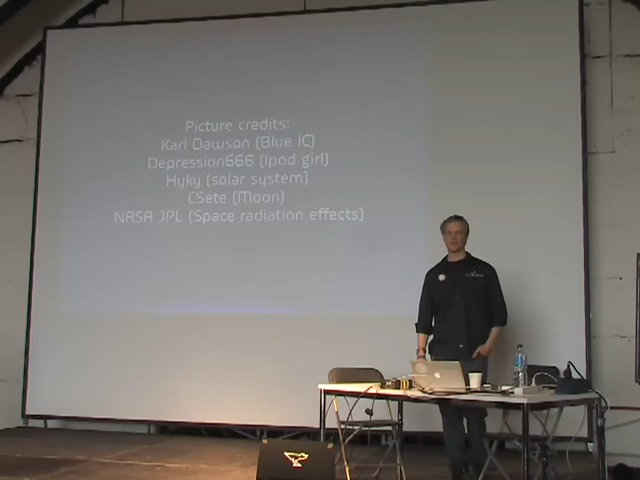 Picture credits:
Karl Dawson (Blue IC)
Depression666 (Ipod girl)
Hyky (solar system)
CSete (Moon)
NASA JPL (Space radiation effects)